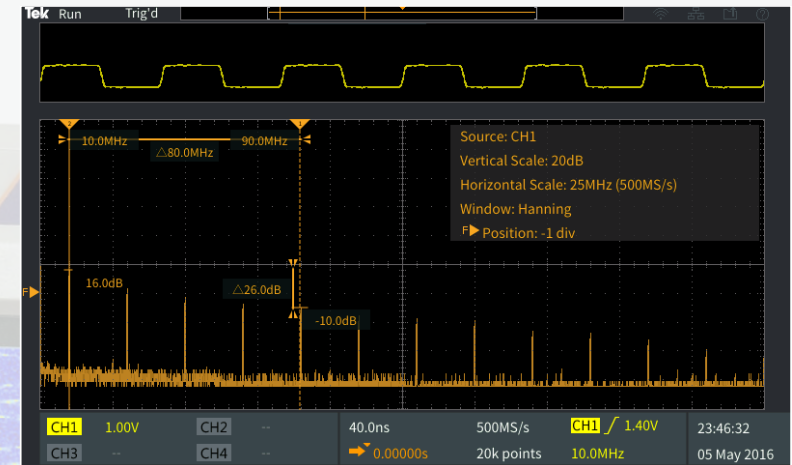 Tek Run Trig'd
2 1
10.0MHz 90.0MHz
△80.0MHz
Source: CH1
Vertical Scale: 20dB
Horizontal Scale: 25MHz (500MS/s)
Window: Hanning
F Position: -1 div
16.0dB
△26.0dB
F
-10.0dB
CH1 1.00V CH2 -- 40.0ns 500MS/s CH1 1.40V 23:46:32
CH3 -- CH4 -- 0.00000s 20k points 10.0MHz 05 May 2016